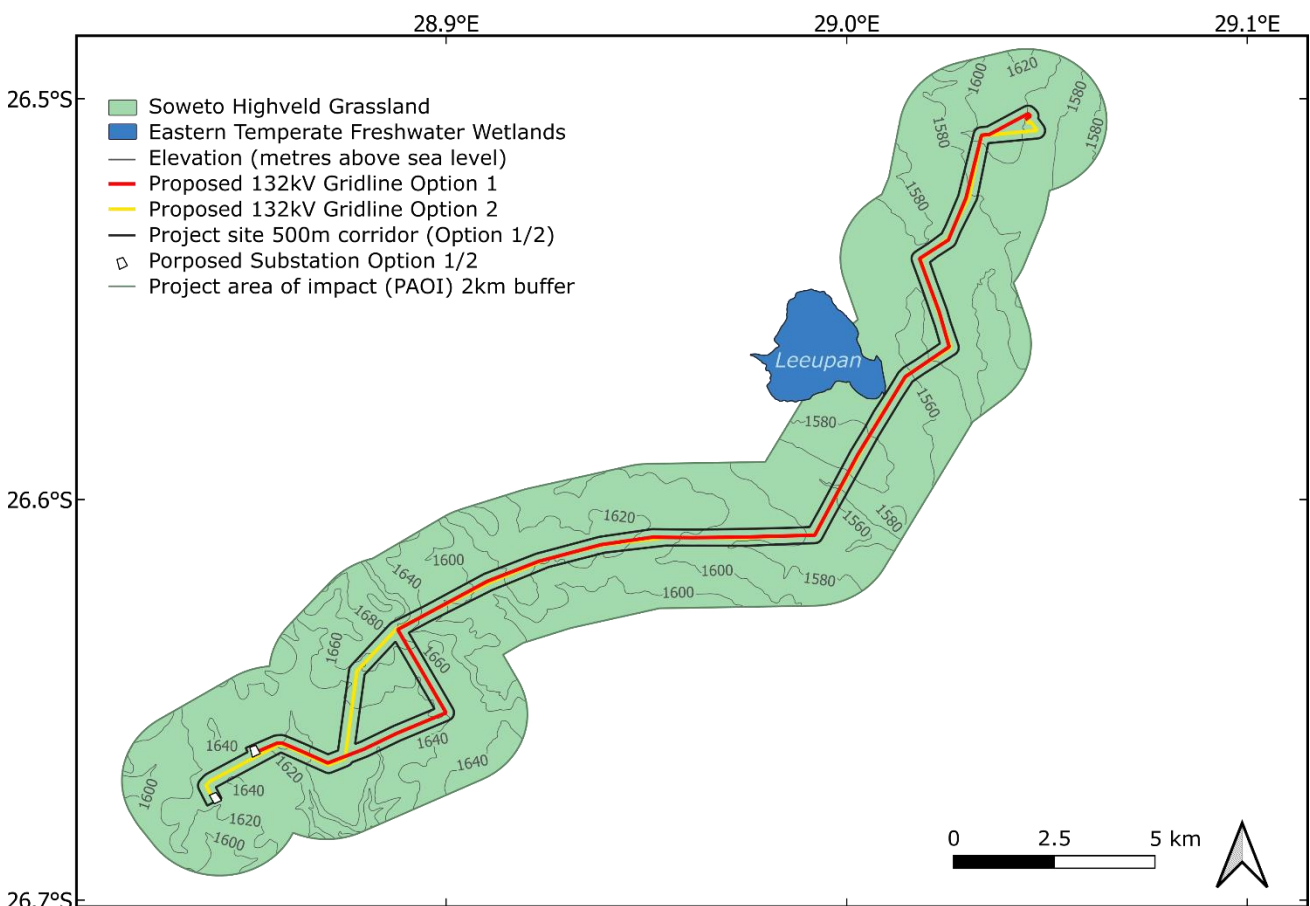 28.9°E 29.0°E 29.1°E
26.5°S
26.6°S
26.7°S
Soweto Highveld Grassland
Eastern Temperate Freshwater Wetlands
Elevation (metres above sea level)
Proposed 132kV Gridline Option 1
Proposed 132kV Gridline Option 2
Project site 500m corridor (Option 1/2)
Porposed Substation Option 1/2
Project area of impact (PAOI) 2km buffer
1600
1620
1580
1580
1580
1580
Leeupan
1560
1580
1580
1560
1620
1600
1600
1580
1640
1600
1680
1660
1660
1640
1640
1640
1620
1600
1640
1620
1600
0 2.5 5 km